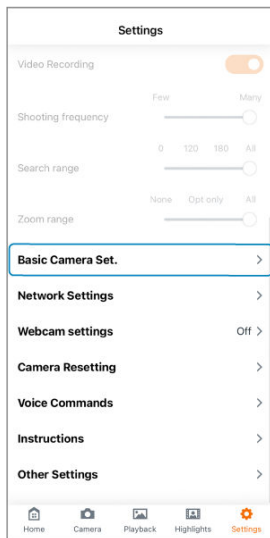 Settings
Video Recording
Few Many
Shooting frequency
0 120 180 All
Search range
None Opt only All
Zoom range
Basic Camera Set.
Network Settings
Webcam settings Off
Camera Resetting
Voice Commands
Instructions
Other Settings
Home Camera Playback Highlights Settings